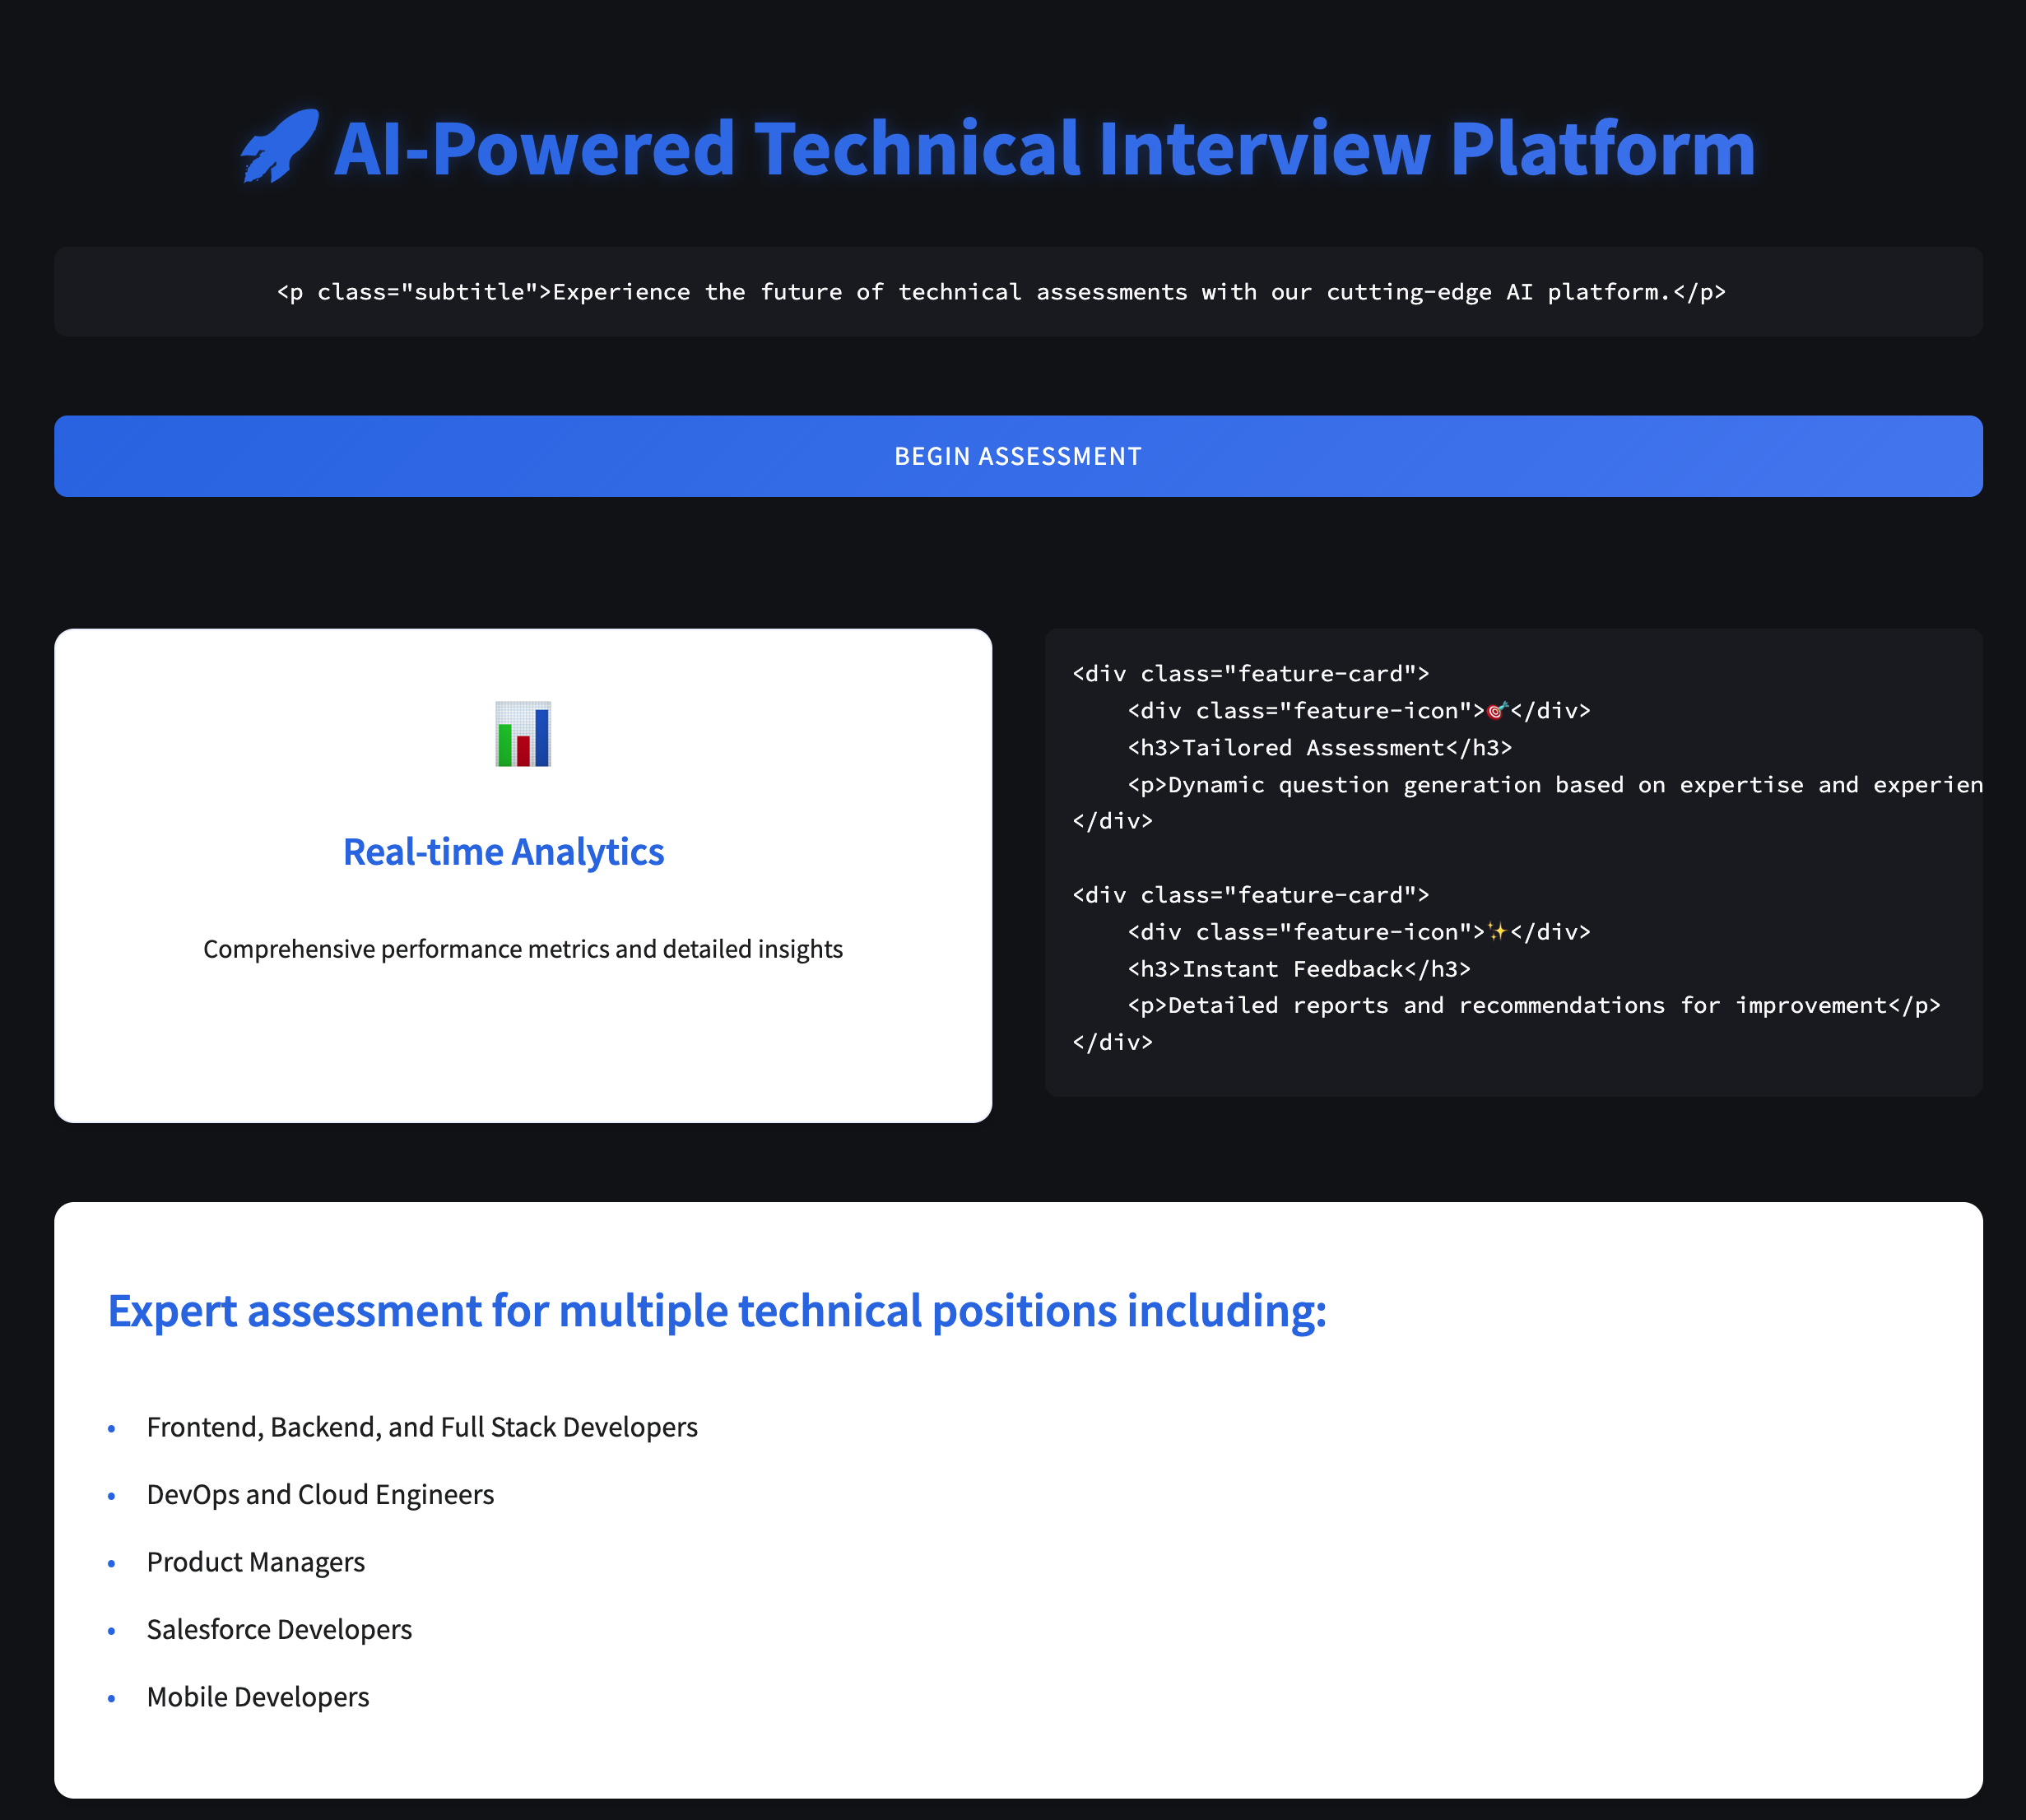 AI-Powered Technical Interview Platform
<p class="subtitle">Experience the future of technical assessments with our cutting-edge AI platform.</p>
BEGIN ASSESSMENT
Real-time Analytics
Comprehensive performance metrics and detailed insights
<div class="feature-card">
    <div class="feature-icon">🎯</div>
    <h3>Tailored Assessment</h3>
    <p>Dynamic question generation based on expertise and experien
</div>
<div class="feature-card">
    <div class="feature-icon">✨</div>
    <h3>Instant Feedback</h3>
    <p>Detailed reports and recommendations for improvement</p>
</div>
Expert assessment for multiple technical positions including:
• Frontend, Backend, and Full Stack Developers
• DevOps and Cloud Engineers
• Product Managers
• Salesforce Developers
• Mobile Developers